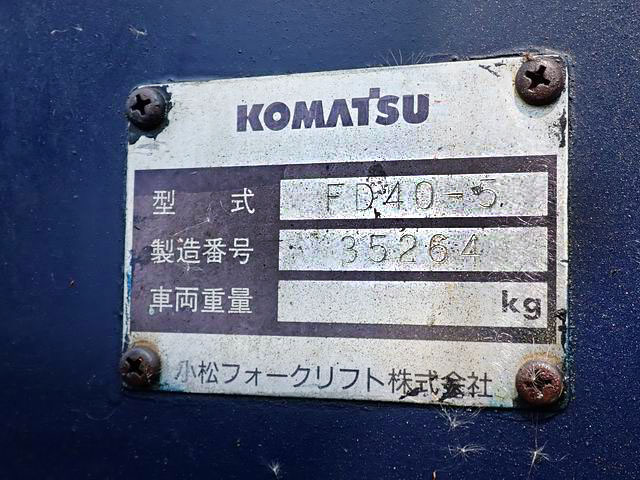 KOMATSU
型式 FD40-5
製造番号 35264
車両重量 kg
小松フォークリフト株式会社